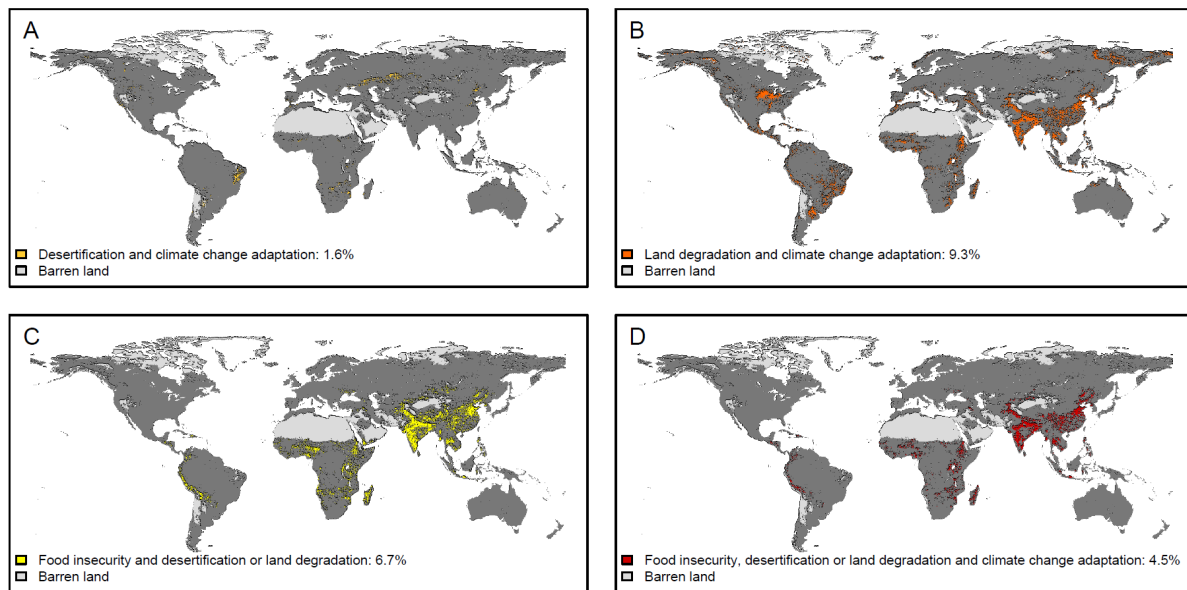 A
Desertification and climate change adaptation: 1.6%
Barren land
B
Land degradation and climate change adaptation: 9.3%
Barren land
C
Food insecurity and desertification or land degradation: 6.7%
Barren land
D
Food insecurity, desertification or land degradation and climate change adaptation: 4.5%
Barren land